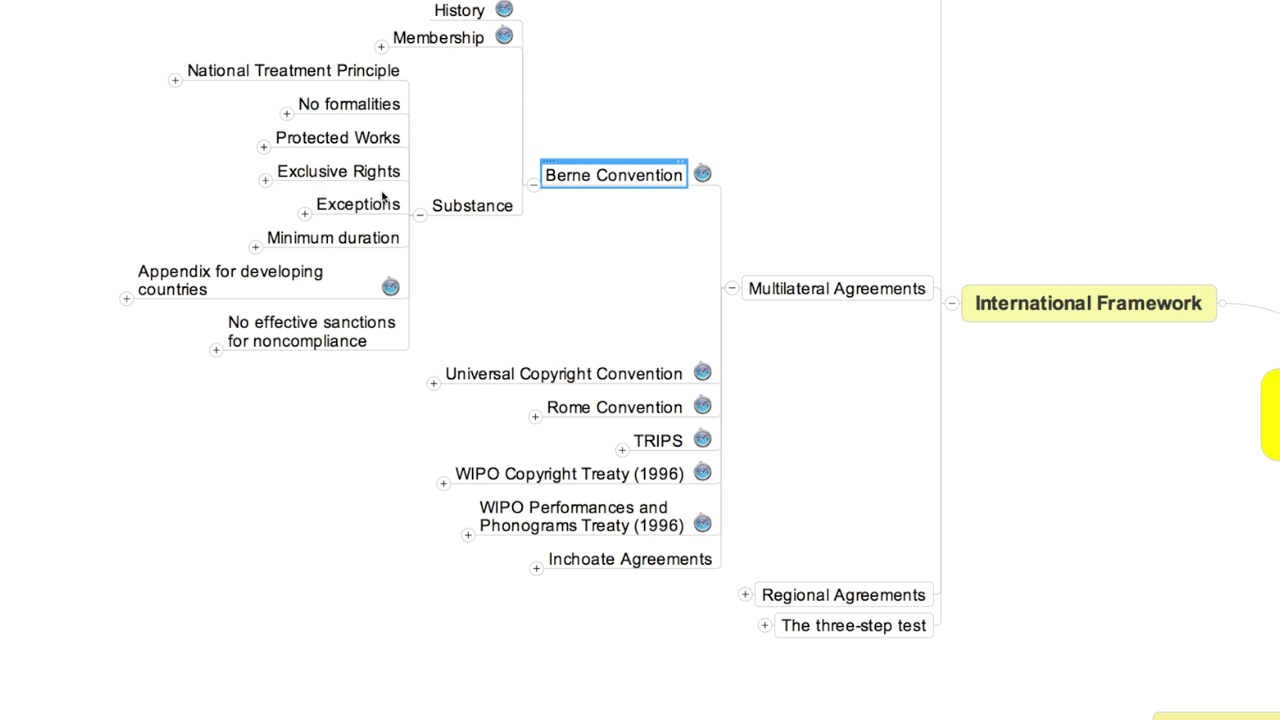 History
Membership
National Treatment Principle
No formalities
Protected Works
Exclusive Rights
Exceptions
Minimum duration
Appendix for developing
countries
No effective sanctions
for noncompliance
Substance
Berne Convention
Universal Copyright Convention
Rome Convention
TRIPS
WIPO Copyright Treaty (1996)
WIPO Performances and
Phonograms Treaty (1996)
Inchoate Agreements
Multilateral Agreements
Regional Agreements
The three-step test
International Framework